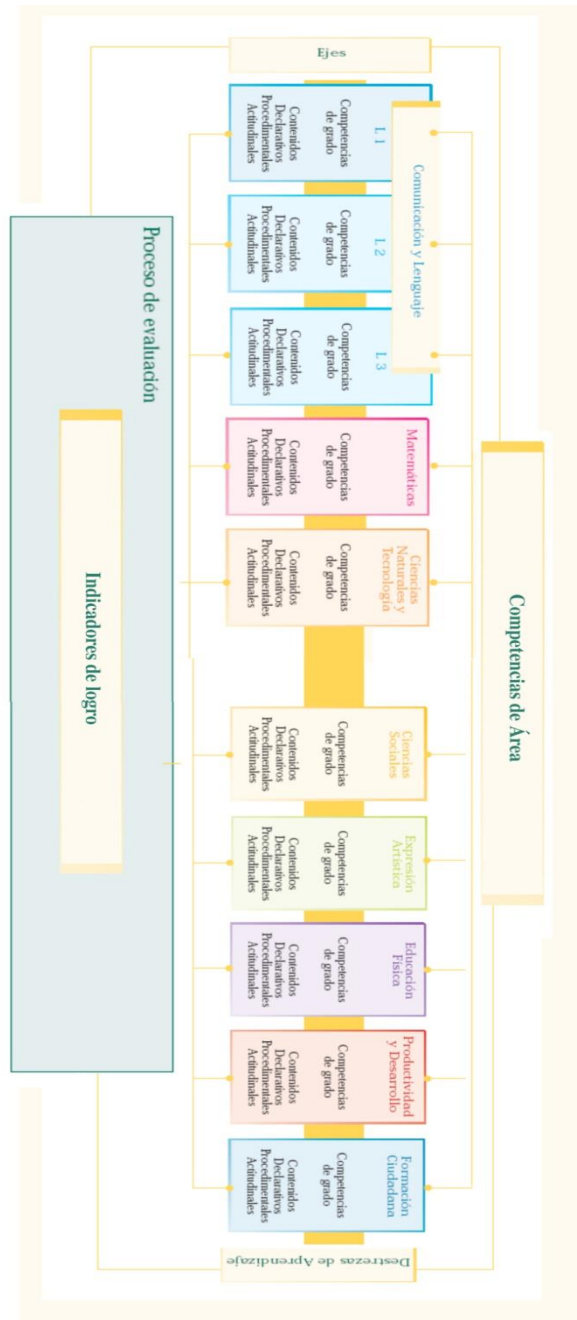 Competencias de Área
Ejes
Comunicación y Lenguaje
L 1
Competencias
de grado
Contenidos
Declarativos
Procedimentales
Actitudinales
L 2
Competencias
de grado
Contenidos
Declarativos
Procedimentales
Actitudinales
L 3
Competencias
de grado
Contenidos
Declarativos
Procedimentales
Actitudinales
Matemáticas
Competencias
de grado
Contenidos
Declarativos
Procedimentales
Actitudinales
Ciencias
Naturales y
Tecnología
Competencias
de grado
Contenidos
Declarativos
Procedimentales
Actitudinales
Ciencias
Sociales
Competencias
de grado
Contenidos
Declarativos
Procedimentales
Actitudinales
Expresión
Artística
Competencias
de grado
Contenidos
Declarativos
Procedimentales
Actitudinales
Educación
Física
Competencias
de grado
Contenidos
Declarativos
Procedimentales
Actitudinales
Productividad
y Desarrollo
Competencias
de grado
Contenidos
Declarativos
Procedimentales
Actitudinales
Formación
Ciudadana
Competencias
de grado
Contenidos
Declarativos
Procedimentales
Actitudinales
Destrezas de Aprendizaje
Proceso de evaluación
Indicadores de logro